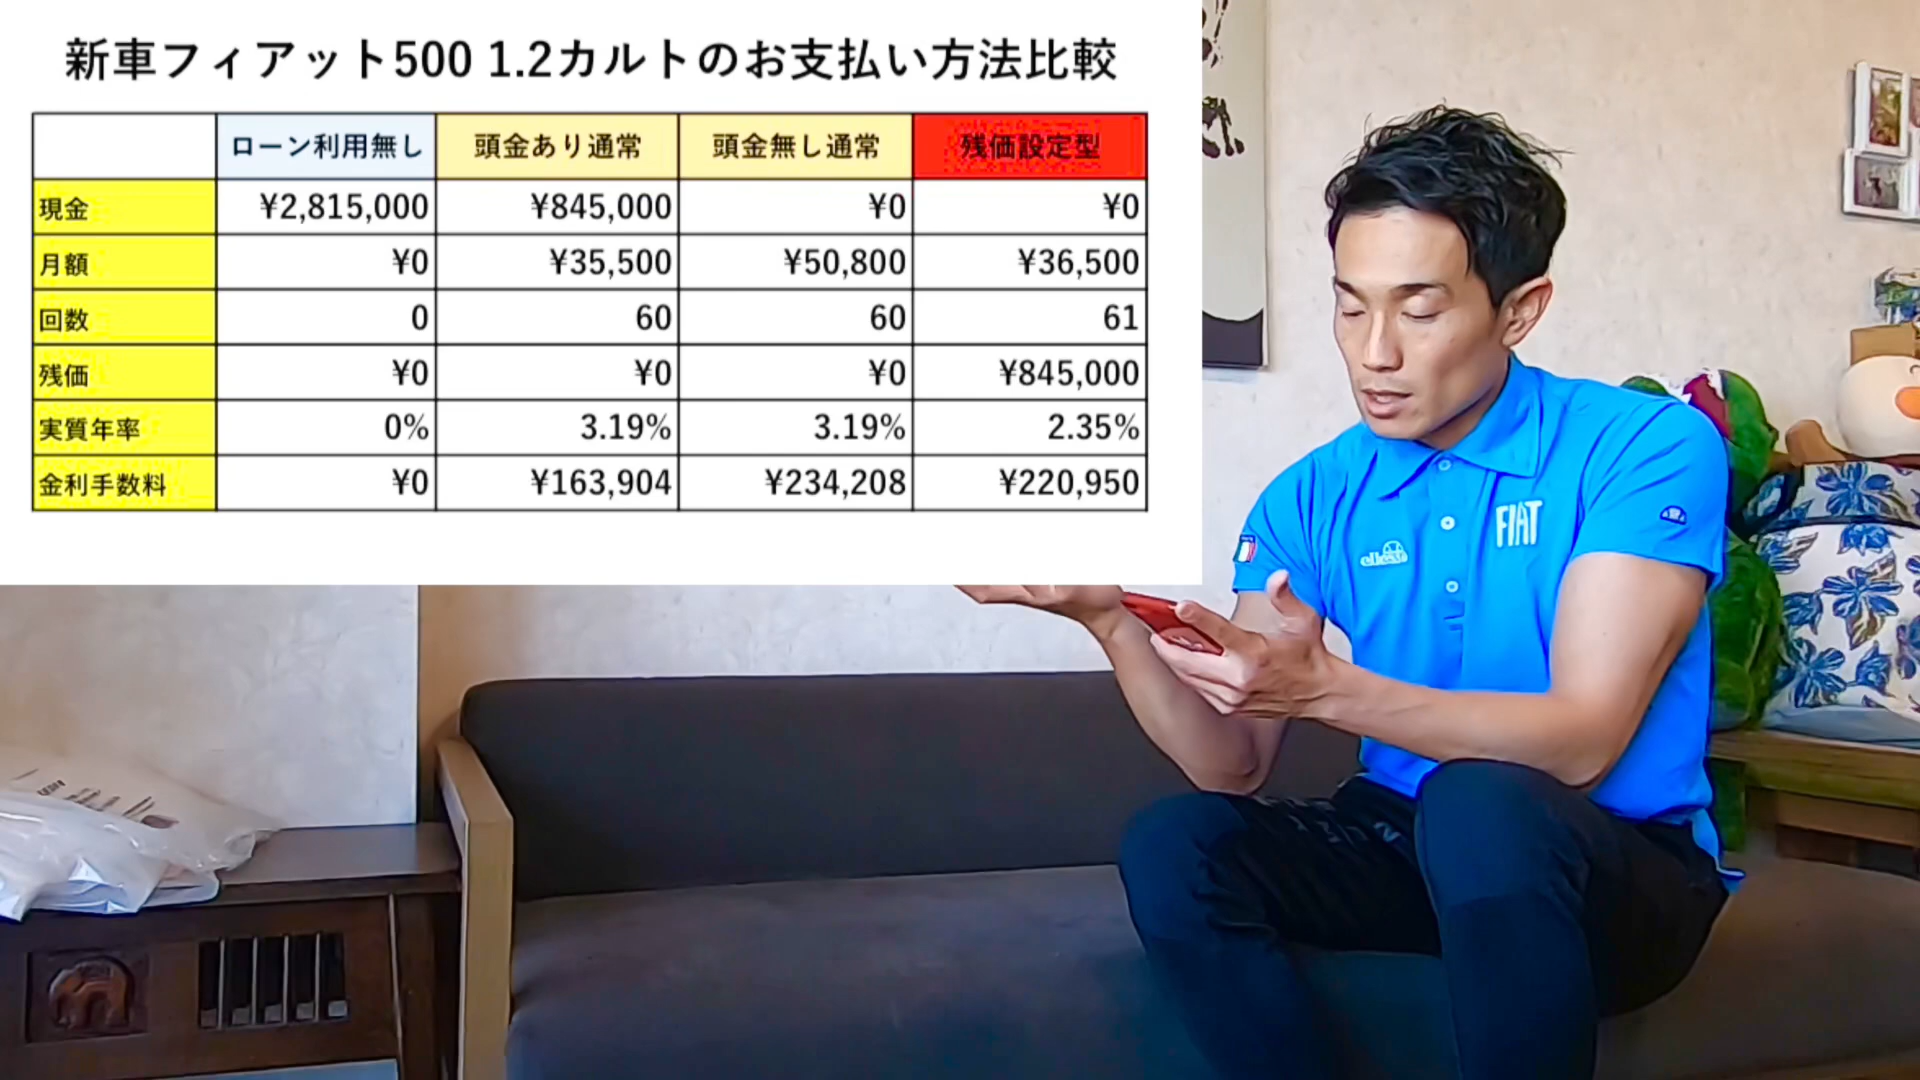 新車フィアット500 1.2カルトのお支払い方法比較
ローン利用無し 頭金あり通常 頭金無し通常 残価設定型
現金 ¥2,815,000 ¥845,000 ¥0 ¥0
月額 ¥0 ¥35,500 ¥50,800 ¥36,500
回数 0 60 60 61
残価 ¥0 ¥0 ¥0 ¥845,000
実質年率 0% 3.19% 3.19% 2.35%
金利手数料 ¥0 ¥163,904 ¥234,208 ¥220,950
FIAT
ellesse